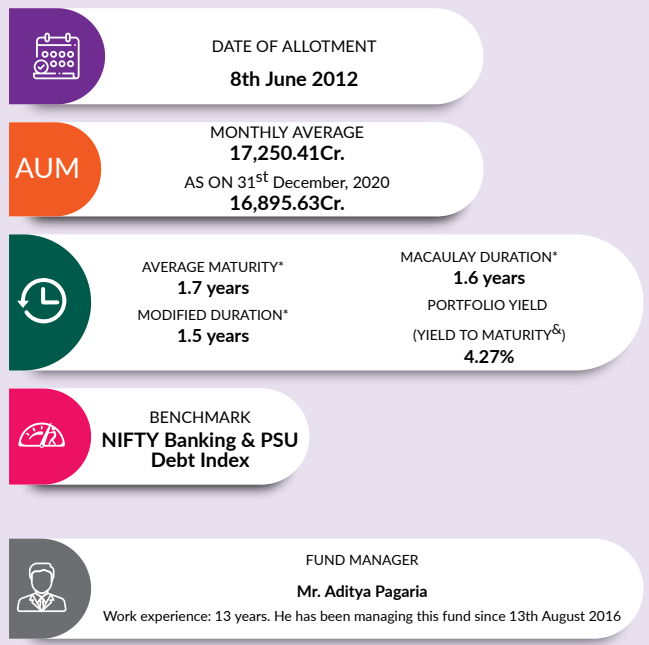 DATE OF ALLOTMENT
8th June 2012
AUM
MONTHLY AVERAGE
17,250.41Cr.
AS ON 31st December, 2020
16,895.63Cr.
AVERAGE MATURITY*
1.7 years
MODIFIED DURATION*
1.5 years
MACAULAY DURATION*
1.6 years
PORTFOLIO YIELD
(YIELD TO MATURITY&)
4.27%
BENCHMARK
NIFTY Banking & PSU
Debt Index
FUND MANAGER
Mr. Aditya Pagaria
Work experience: 13 years. He has been managing this fund since 13th August 2016